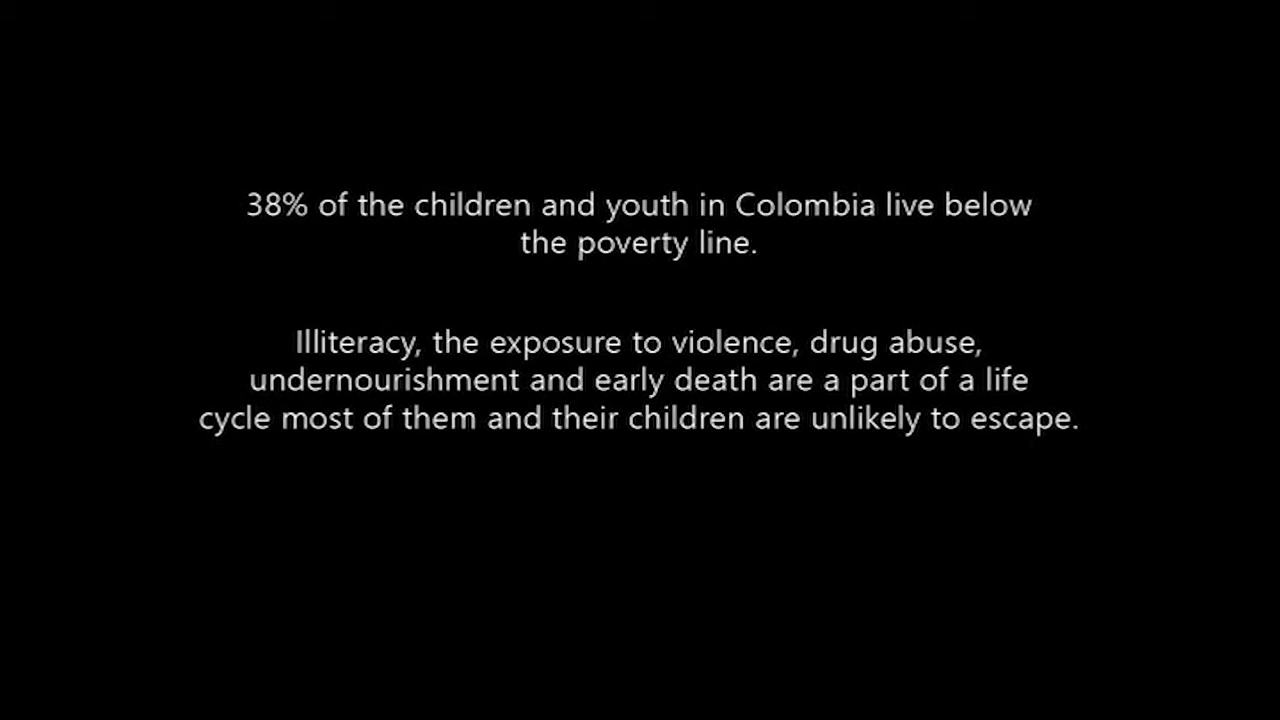 38% of the children and youth in Colombia live below
the poverty line.
Illiteracy, the exposure to violence, drug abuse,
undernourishment and early death are a part of a life
cycle most of them and their children are unlikely to escape.